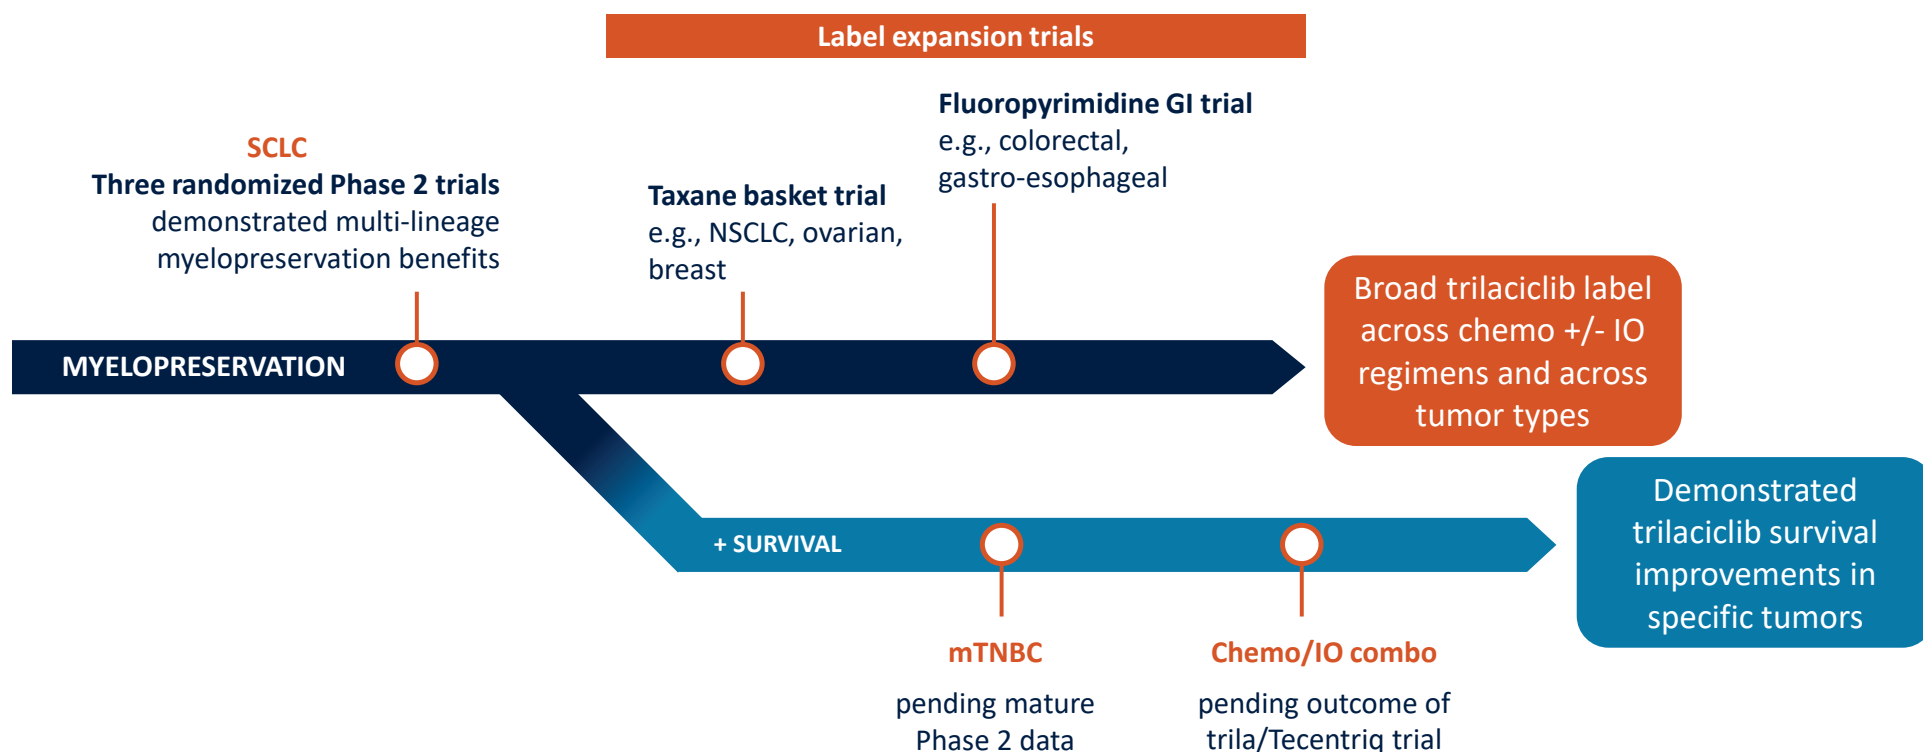 Label expansion trials
SCLC
Three randomized Phase 2 trials
demonstrated multi-lineage
myelopreservation benefits
Taxane basket trial
e.g., NSCLC, ovarian,
breast
Fluoropyrimidine GI trial
e.g., colorectal,
gastro-esophageal
MYELOPRESERVATION
Broad trilaciclib label
across chemo +/- IO
regimens and across
tumor types
+ SURVIVAL
Demonstrated
trilaciclib survival
improvements in
specific tumors
mTNBC
pending mature
Phase 2 data
Chemo/IO combo
pending outcome of
trila/Tecentriq trial